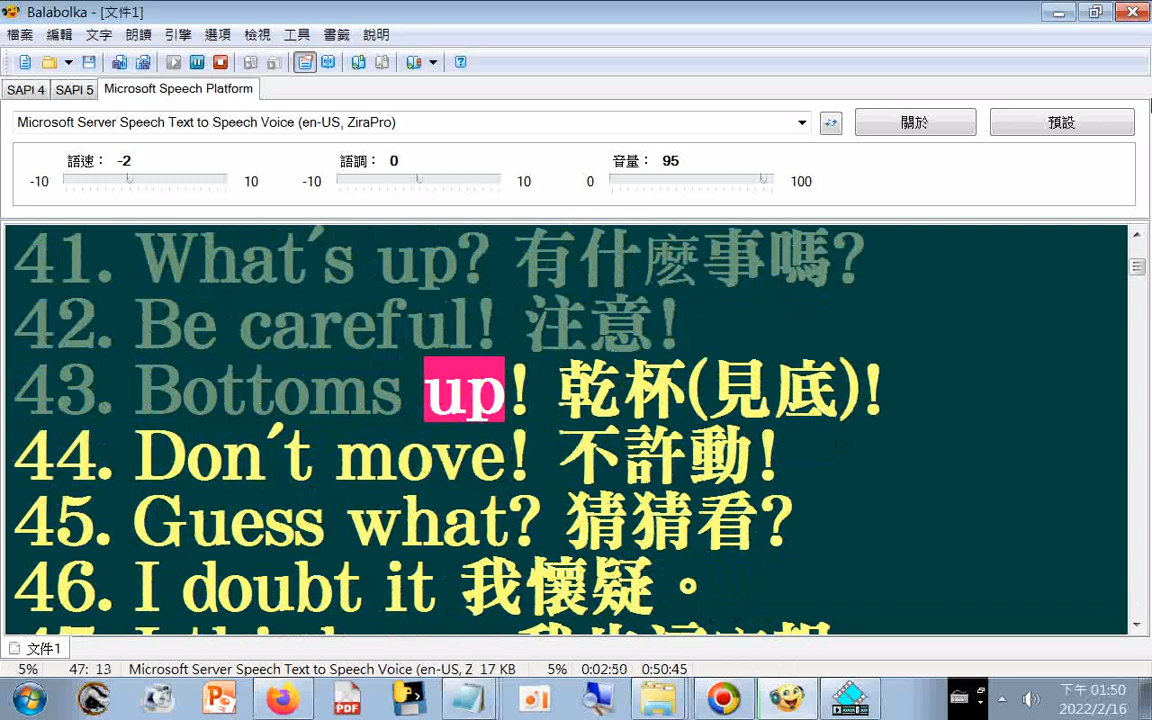 Balabolka - [文件1]
檔案 編輯 文字 朗讀 引擎 選項 檢視 工具 書籤 說明
SAPI 4 SAPI 5 Microsoft Speech Platform
Microsoft Server Speech Text to Speech Voice (en-US, ZiraPro) 關於 預設
語速： -2 語調： 0 音量： 95
-10 10 -10 10 0 100
41. What's up? 有什麼事嗎?
42. Be careful! 注意!
43. Bottoms up! 乾杯(見底)!
44. Don't move! 不許動!
45. Guess what? 猜猜看?
46. I doubt it 我懷疑。
文件1
5% 47: 13 Microsoft Server Speech Text to Speech Voice (en-US, Z 17 KB 5% 0:02:50 0:50:45
下午 01:50
2022/2/16